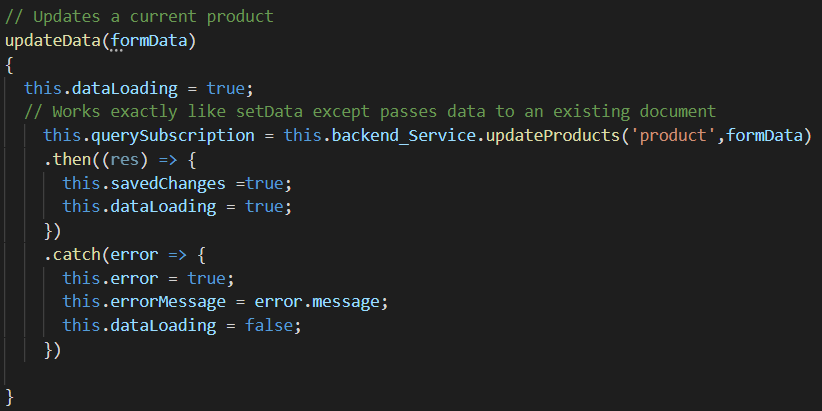 // Updates a current product
updateData(formData)
{
this.dataLoading = true;
// Works exactly like setData except passes data to an existing document
this.querySubscription = this.backend_Service.updateProducts('product',formData)
.then((res) => {
this.savedChanges =true;
this.dataLoading = true;
})
.catch(error => {
this.error = true;
this.errorMessage = error.message;
this.dataLoading = false;
})
}